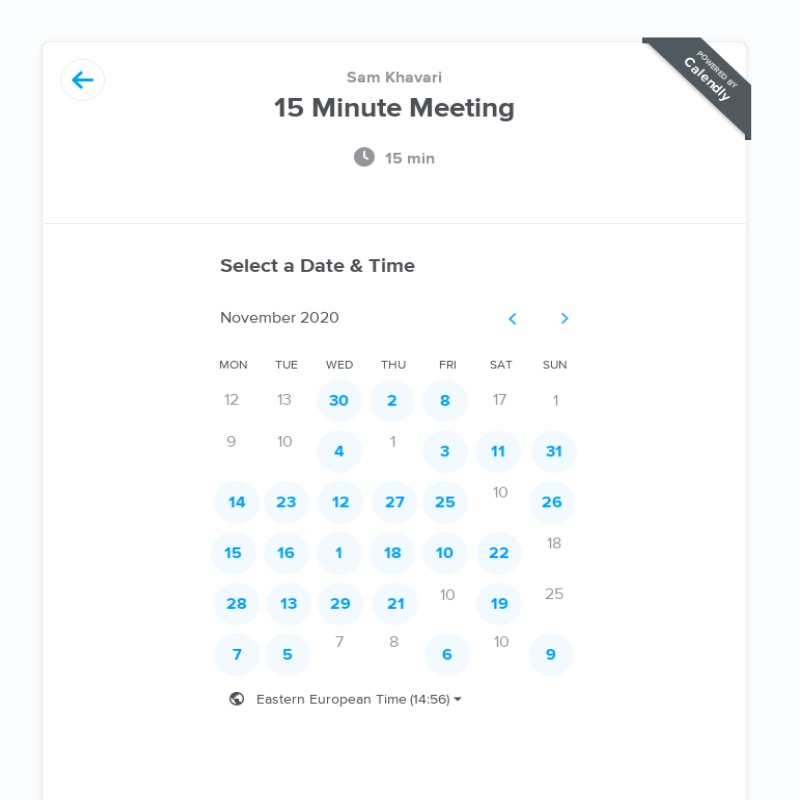 POWERED BY
Calendly
Sam Khavari
15 Minute Meeting
15 min
Select a Date & Time
November 2020
MON TUE WED THU FRI SAT SUN
12 13 30 2 8 17 1
9 10 4 1 3 11 31
14 23 12 27 25 10 26
15 16 1 18 10 22 18
28 13 29 21 10 19 25
7 5 7 8 6 10 9
Eastern European Time (14:56)